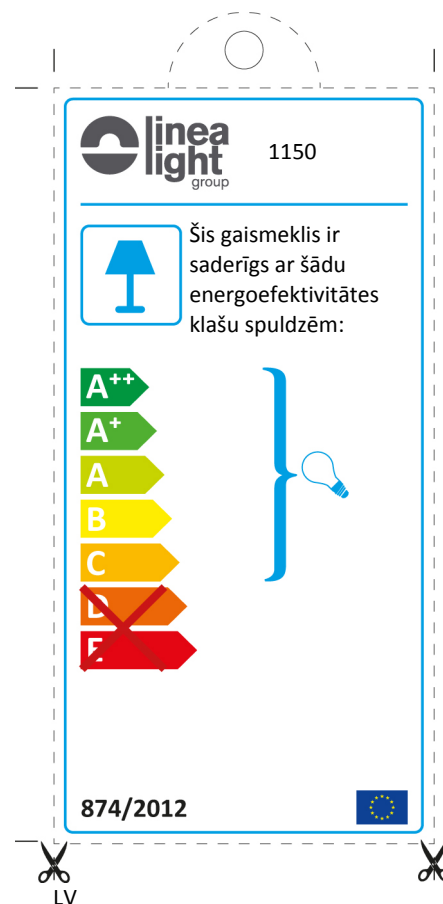 linea
light
group
1150
Šis gaismeklis ir
saderīgs ar šādu
energoefektivitātes
klašu spuldzēm:
A++
A+
A
B
C
D
E
874/2012
LV